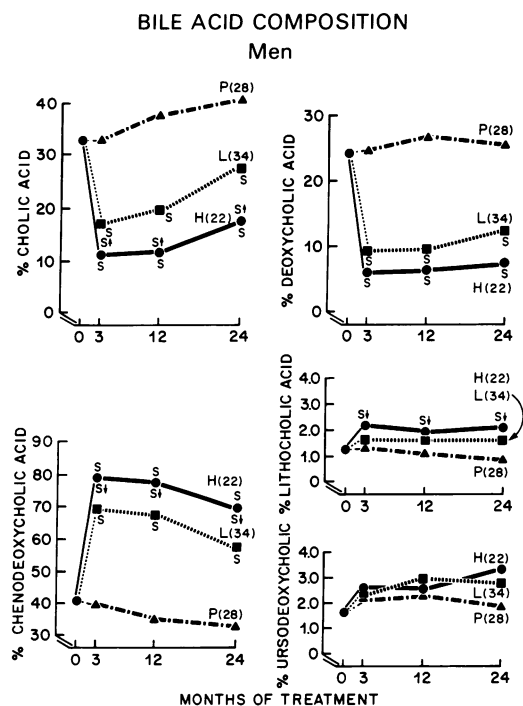 BILE ACID COMPOSITION
Men
% CHOLIC ACID
40
30
20
10
0
P(28)
L(34)
S
S
S
S‡
S‡
H(22)
S‡
S
S
S
0 3 12 24
% DEOXYCHOLIC ACID
30
20
10
0
P(28)
L(34)
S
S
S
S
S
S
H(22)
0 3 12 24
% CHENODEOXYCHOLIC ACID
90
80
70
60
50
40
30
S
S
S
H(22)
S‡
S‡
S‡
L(34)
S
S
S
P(28)
0 3 12 24
% LITHOCHOLIC ACID
4.0
3.0
2.0
1.0
0
H(22)
L(34)
S‡
S‡
S‡
P(28)
0 3 12 24
% URSODEOXYCHOLIC
4.0
3.0
2.0
1.0
0
H(22)
L(34)
P(28)
0 3 12 24
MONTHS OF TREATMENT